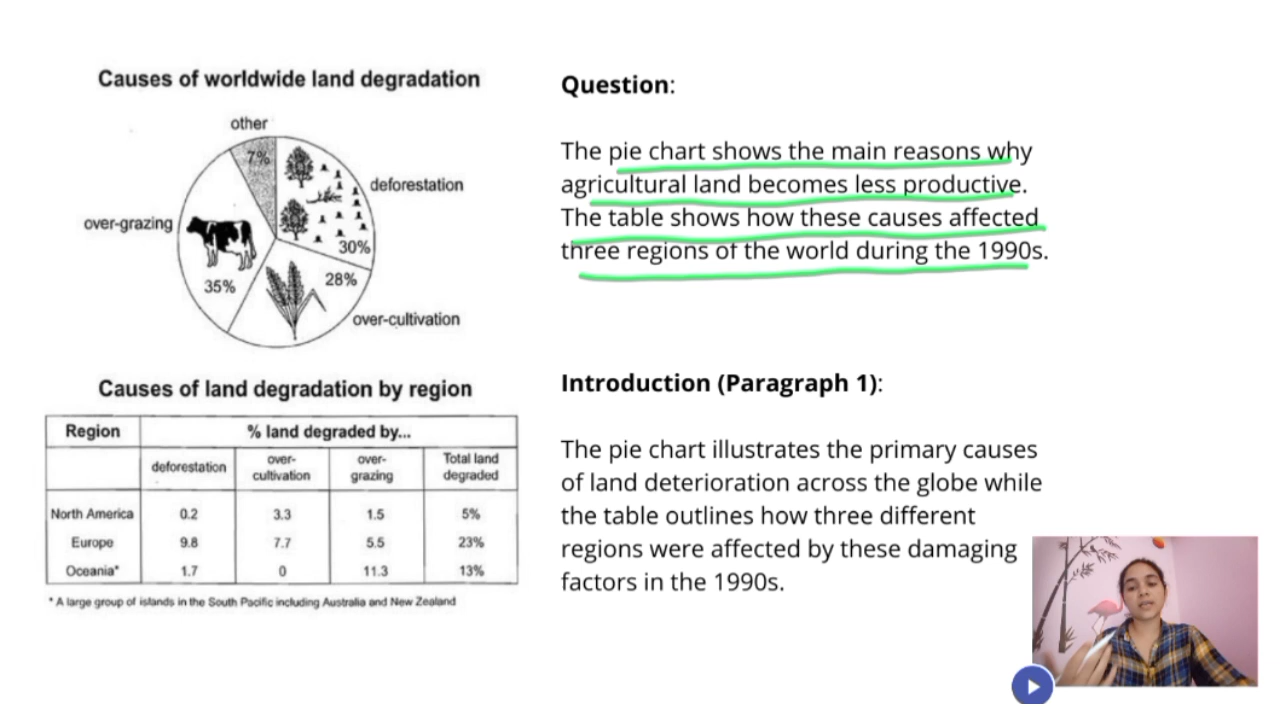 Causes of worldwide land degradation
other
7%
deforestation
over-grazing
30%
35%
28%
over-cultivation
Causes of land degradation by region
Region % land degraded by...
deforestation over-cultivation over-grazing Total land degraded
North America 0.2 3.3 1.5 5%
Europe 9.8 7.7 5.5 23%
Oceania* 1.7 0 11.3 13%
* A large group of islands in the South Pacific including Australia and New Zealand
Question:
The pie chart shows the main reasons why
agricultural land becomes less productive.
The table shows how these causes affected
three regions of the world during the 1990s.
Introduction (Paragraph 1):
The pie chart illustrates the primary causes
of land deterioration across the globe while
the table outlines how three different
regions were affected by these damaging
factors in the 1990s.